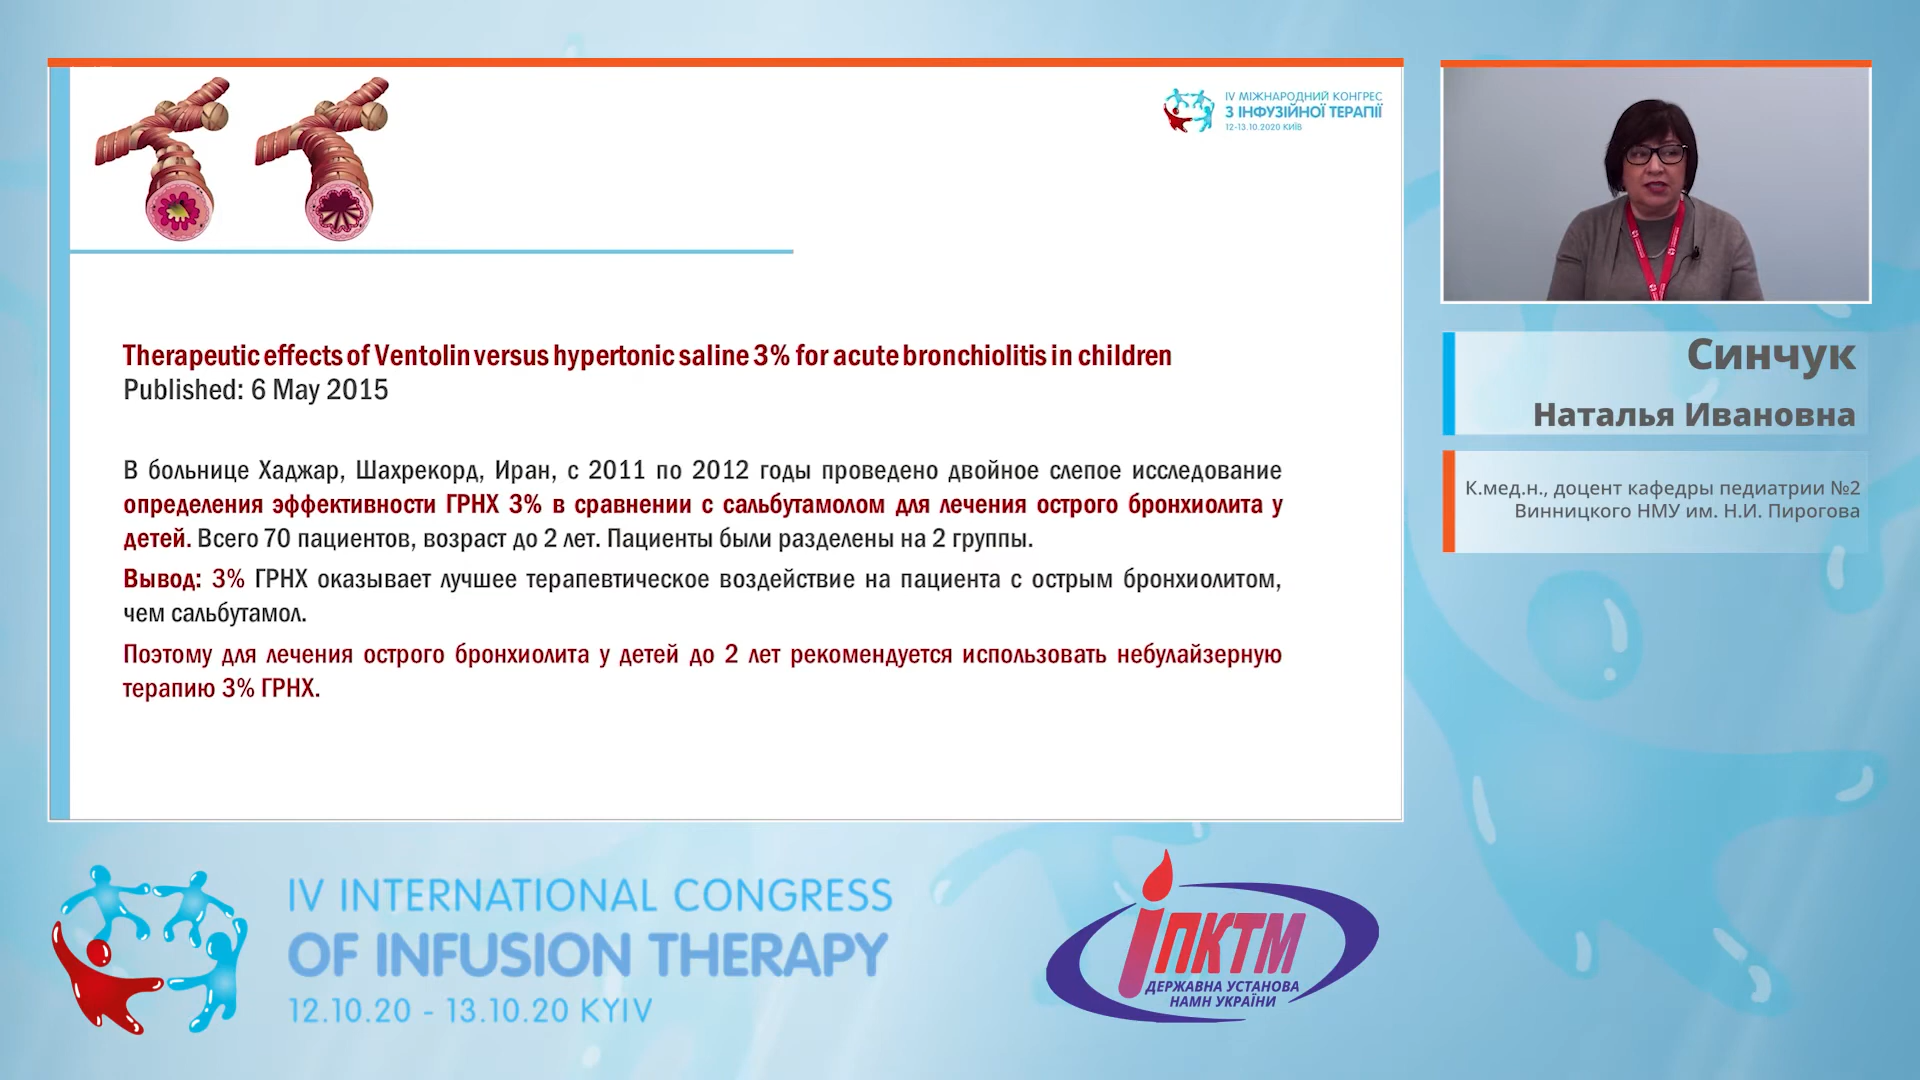 IV МІЖНАРОДНИЙ КОНГРЕС
З ІНФУЗІЙНОЇ ТЕРАПІЇ
12-13.10.2020 КИЇВ
Therapeutic effects of Ventolin versus hypertonic saline 3% for acute bronchiolitis in children
Published: 6 May 2015
В больнице Хаджар, Шахрекорд, Иран, с 2011 по 2012 годы проведено двойное слепое исследование
определения эффективности ГРНХ 3% в сравнении с сальбутамолом для лечения острого бронхиолита у
детей. Всего 70 пациентов, возраст до 2 лет. Пациенты были разделены на 2 группы.
Вывод: 3% ГРНХ оказывает лучшее терапевтическое воздействие на пациента с острым бронхиолитом,
чем сальбутамол.
Поэтому для лечения острого бронхиолита у детей до 2 лет рекомендуется использовать небулайзерную
терапию 3% ГРНХ.
Синчук
Наталья Ивановна
К.мед.н., доцент кафедры педиатрии №2
Винницкого НМУ им. Н.И. Пирогова
IV INTERNATIONAL CONGRESS
OF INFUSION THERAPY
12.10.20 - 13.10.20 KYIV
ІПКТМ
ДЕРЖАВНА УСТАНОВА
НАМН УКРАЇНИ